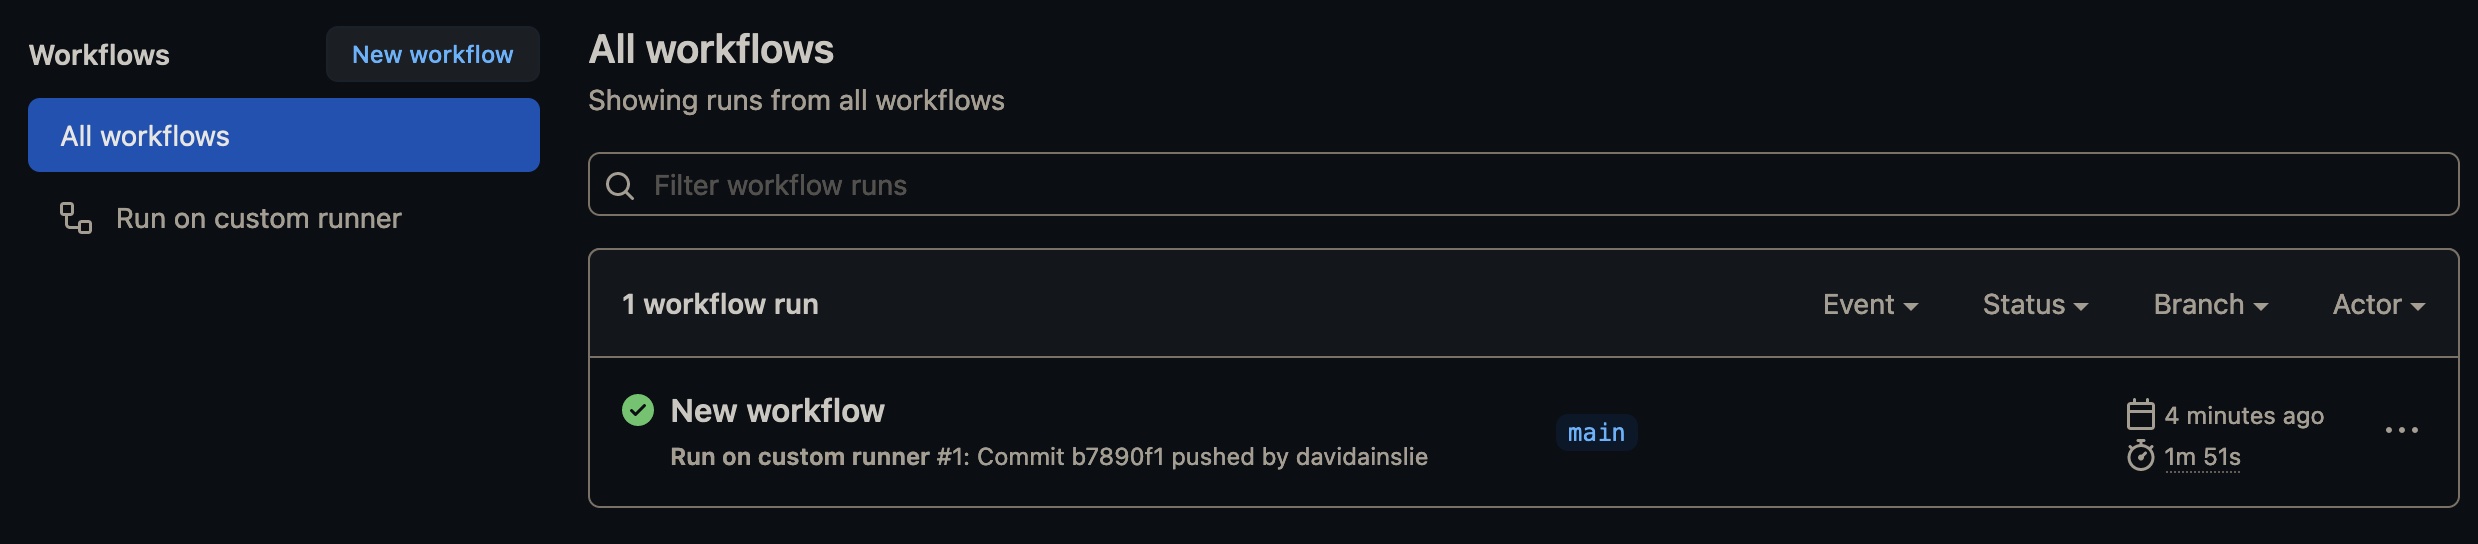 Workflows
New workflow
All workflows
Run on custom runner
All workflows
Showing runs from all workflows
Filter workflow runs
1 workflow run
Event
Status
Branch
Actor
New workflow
Run on custom runner #1: Commit b7890f1 pushed by davidainslie
main
4 minutes ago
1m 51s